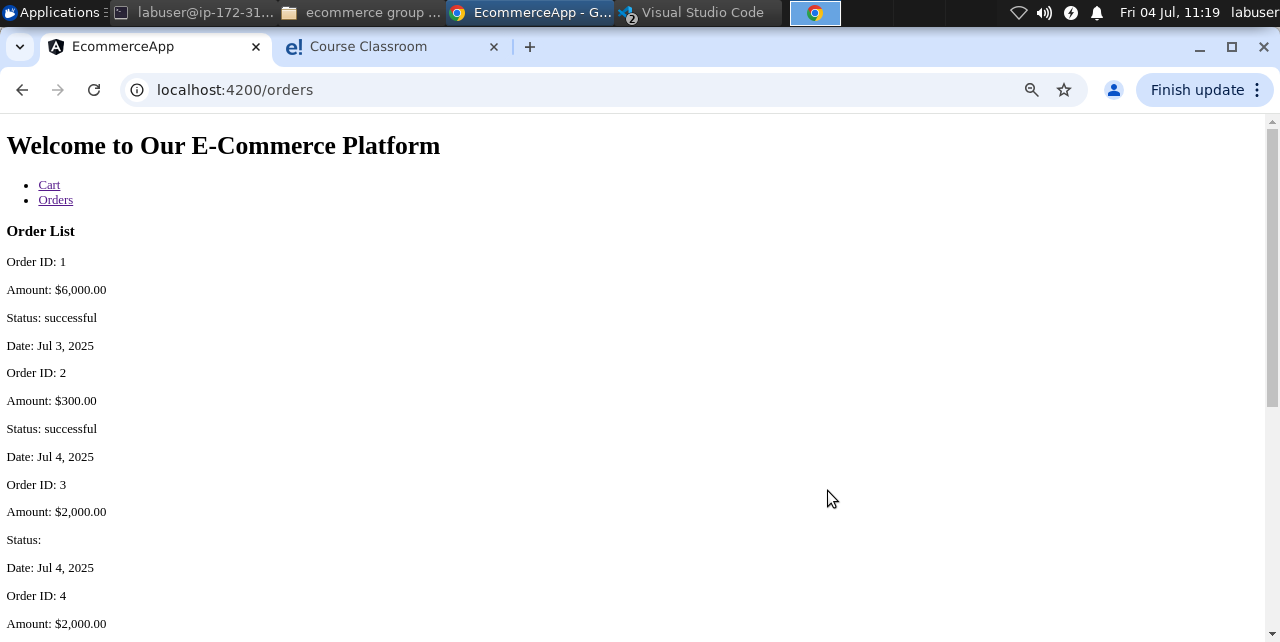 Applications
labuser@ip-172-31...
ecommerce group ...
EcommerceApp - G...
2
Visual Studio Code
Fri 04 Jul, 11:19
labuser
EcommerceApp
e!
Course Classroom
localhost:4200/orders
Finish update
Welcome to Our E-Commerce Platform
Cart
Orders
Order List
Order ID: 1
Amount: $6,000.00
Status: successful
Date: Jul 3, 2025
Order ID: 2
Amount: $300.00
Status: successful
Date: Jul 4, 2025
Order ID: 3
Amount: $2,000.00
Status:
Date: Jul 4, 2025
Order ID: 4
Amount: $2,000.00